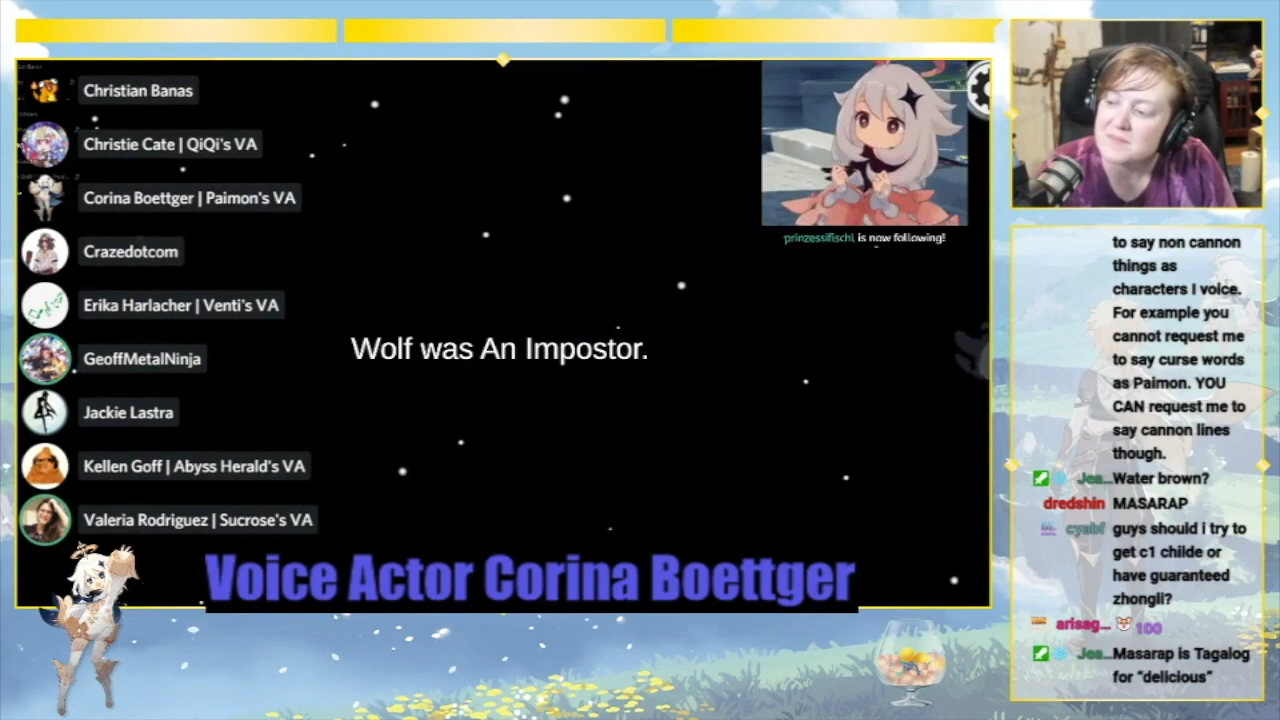 Christian Banas
Christie Cate | QiQi's VA
Corina Boettger | Paimon's VA
Crazedotcom
Erika Harlacher | Venti's VA
GeoffMetalNinja
Jackie Lastra
Kellen Goff | Abyss Herald's VA
Valeria Rodriguez | Sucrose's VA
prinzessifischl is now following!
Wolf was An Impostor.
Voice Actor Corina Boettger
to say non cannon
things as
characters I voice.
For example you
cannot request me
to say curse words
as Paimon. YOU
CAN request me to
say cannon lines
though.
Jea... Water brown?
dredshin MASARAP
cyabf guys should i try to
get c1 childe or
have guaranteed
zhongli?
arisag... 100
Jea... Masarap is Tagalog
for "delicious"